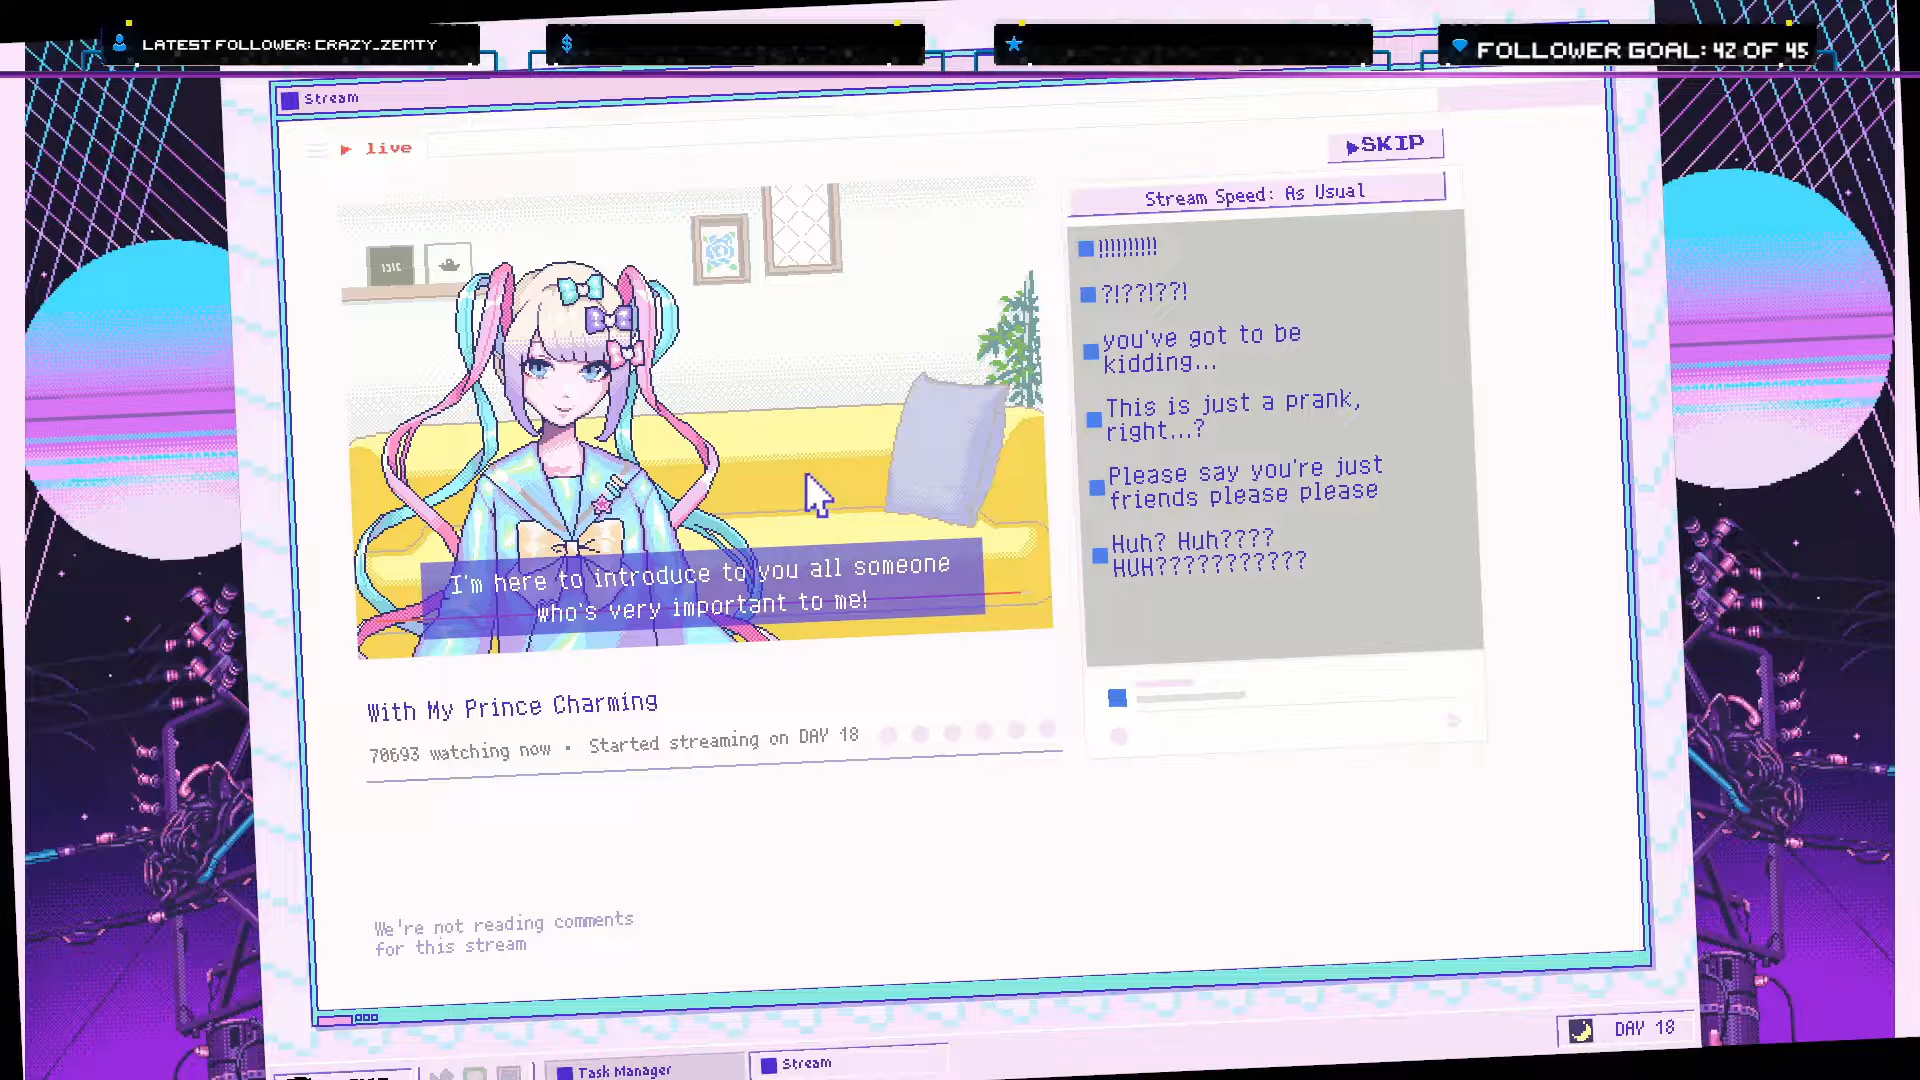 LATEST FOLLOWER: CRAZY_ZEMTY
FOLLOWER GOAL: 42 OF 45
Stream
live
SKIP
Stream Speed: As Usual
!!!!!!!!!
?!??!??!
you've got to be
kidding...
This is just a prank,
right...?
Please say you're just
friends please please
Huh? Huh????
HUH???????????
I'm here to introduce to you all someone
who's very important to me!
With My Prince Charming
70693 watching now • Started streaming on DAY 18
We're not reading comments
for this stream
DAY 18
Task Manager
Stream